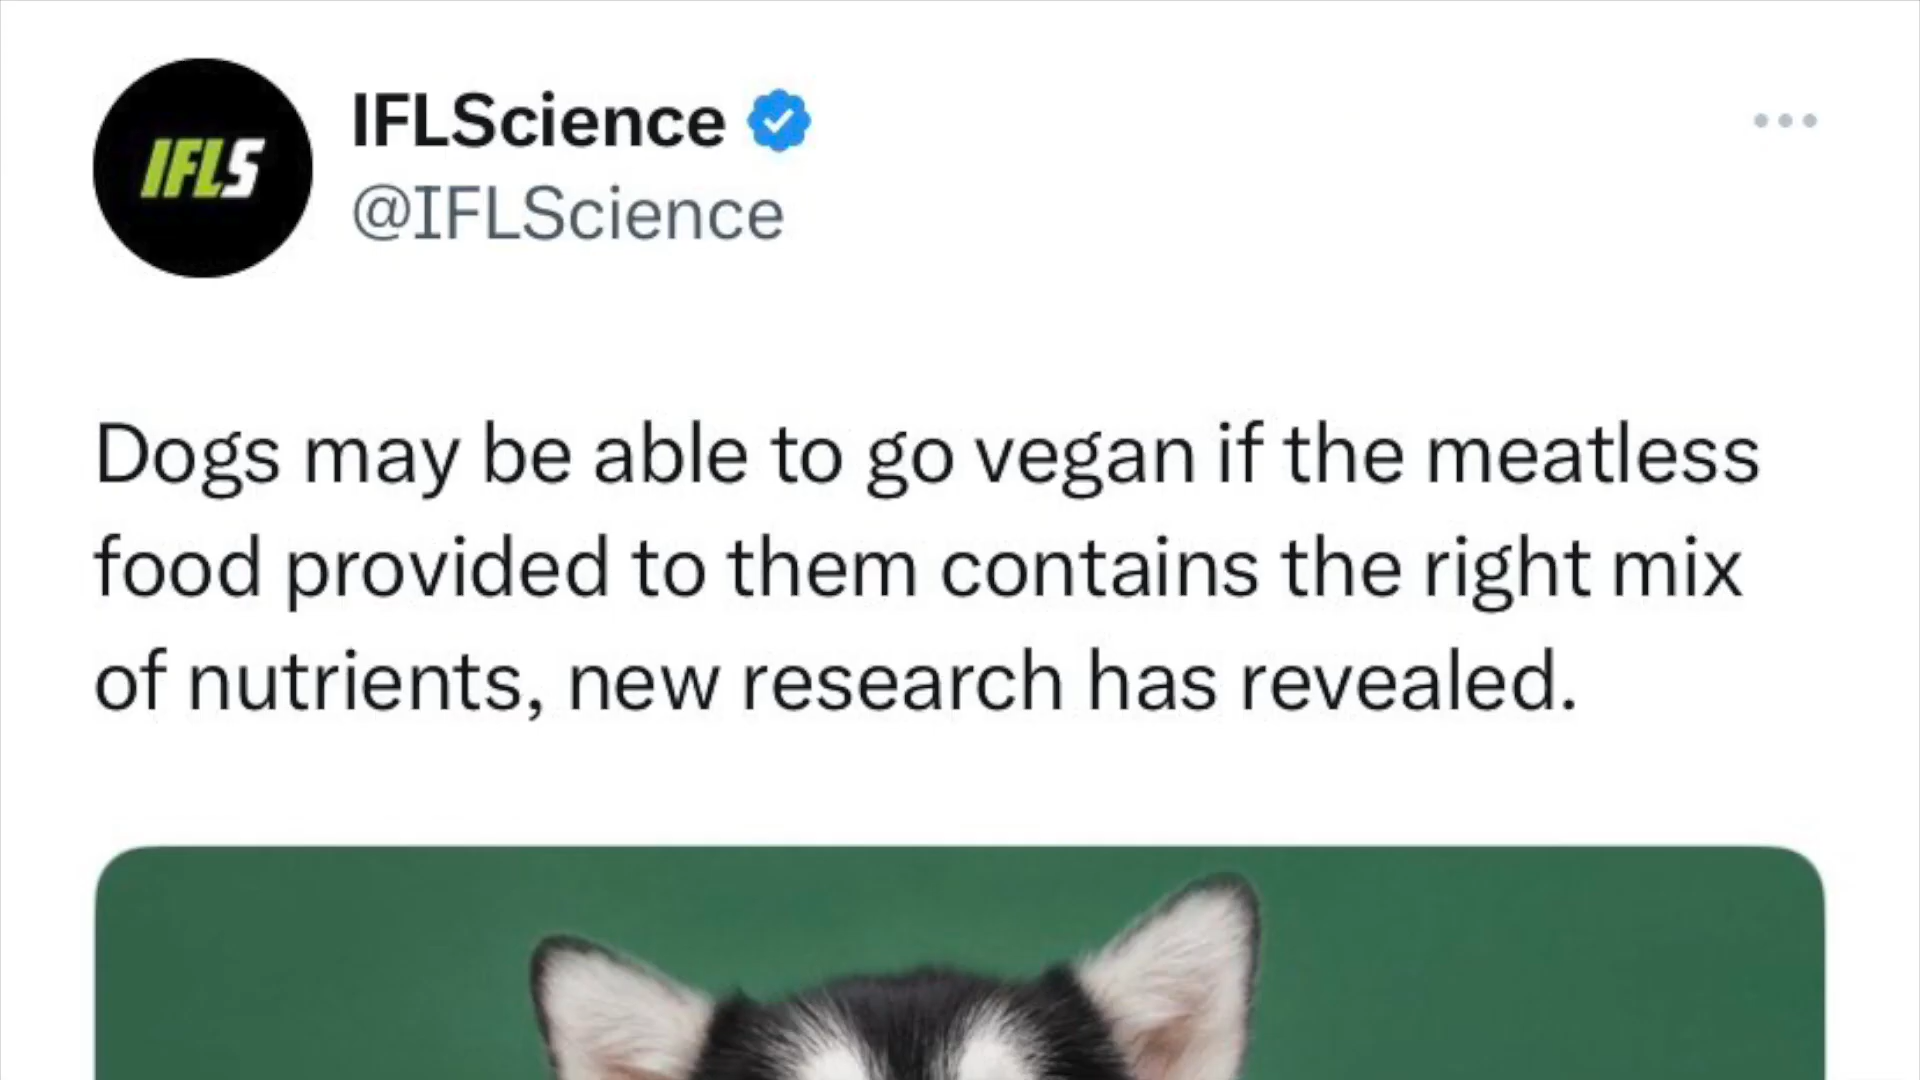 IFLS
IFLScience
@IFLScience
Dogs may be able to go vegan if the meatless
food provided to them contains the right mix
of nutrients, new research has revealed.